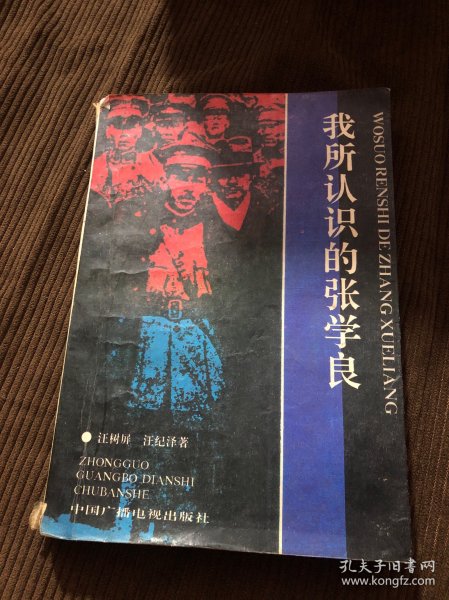 我所认识的张学良
WOSUO RENSHI DE ZHANG XUELIANG
汪树屏 汪纪泽著
ZHONGGUO
GUANGBO DIANSHI
CHUBANSHE
中国广播电视出版社
孔夫子旧书网
www.kongfz.com